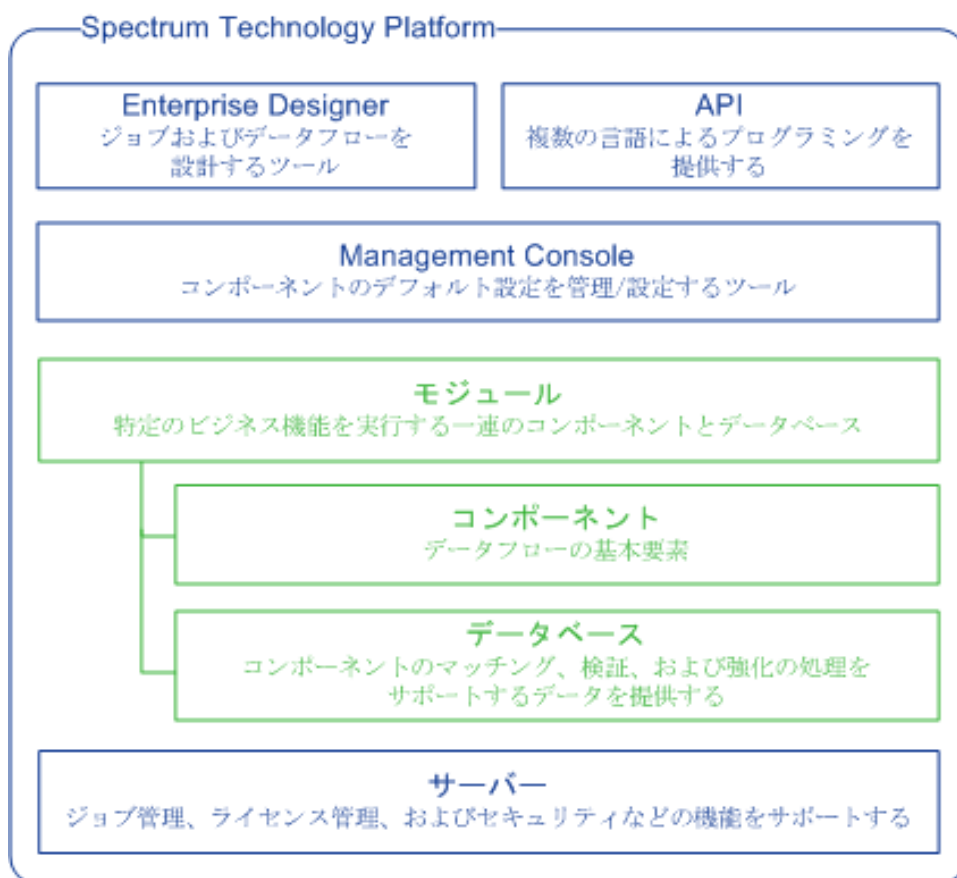 Spectrum Technology Platform
Enterprise Designer
ジョブおよびデータフローを
設計するツール
API
複数の言語によるプログラミングを
提供する
Management Console
コンポーネントのデフォルト設定を管理/設定するツール
モジュール
特定のビジネス機能を実行する一連のコンポーネントとデータベース
コンポーネント
データフローの基本要素
データベース
コンポーネントのマッチング、検証、および強化の処理を
サポートするデータを提供する
サーバー
ジョブ管理、ライセンス管理、およびセキュリティなどの機能をサポートする